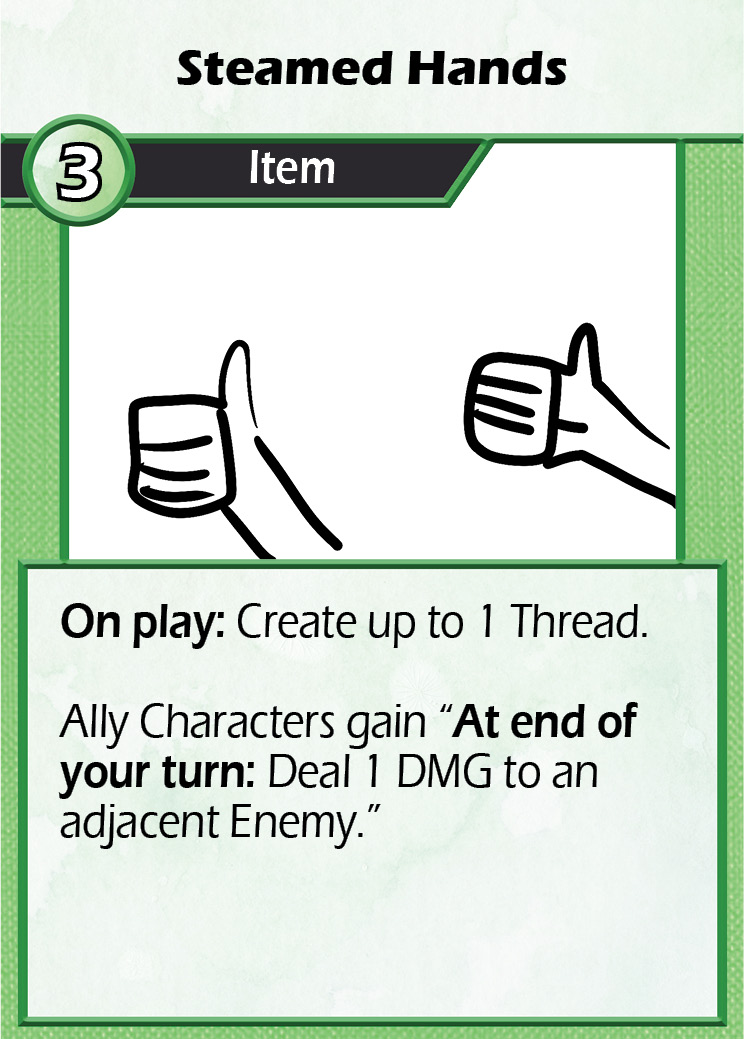 Steamed Hands
3
Item
On play: Create up to 1 Thread.
Ally Characters gain “At end of
your turn: Deal 1 DMG to an
adjacent Enemy.”